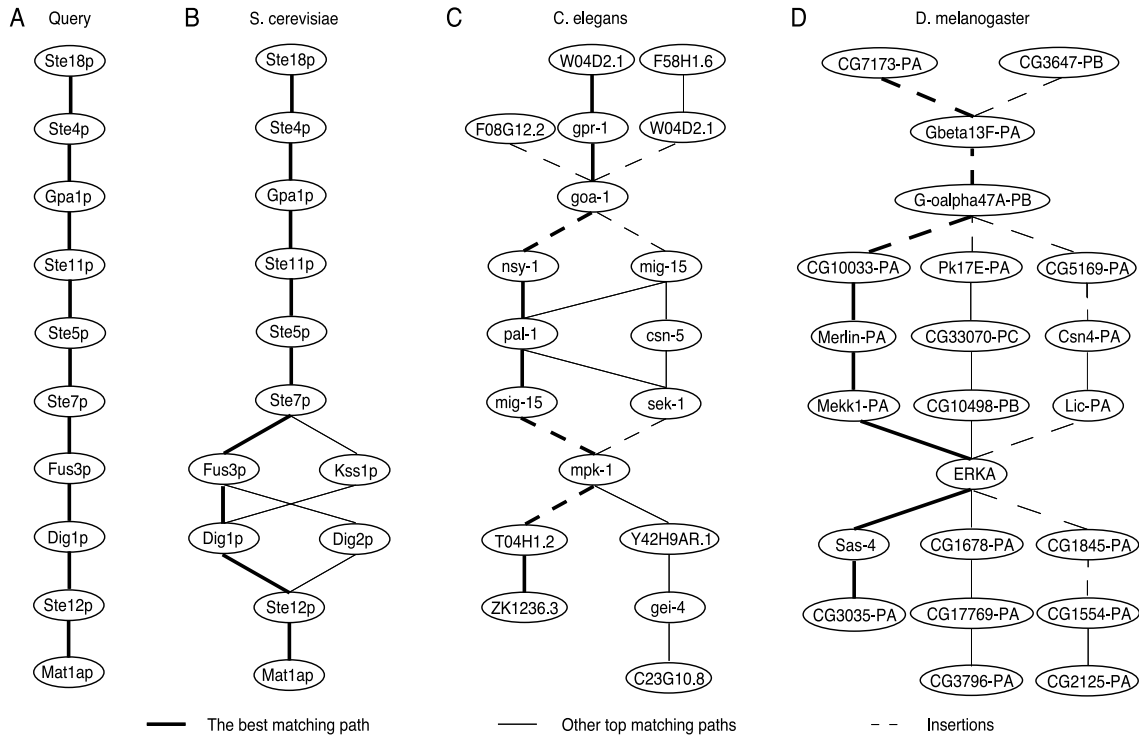 A Query B S. cerevisiae C C. elegans D D. melanogaster
Ste18p
Ste4p
Gpa1p
Ste11p
Ste5p
Ste7p
Fus3p
Dig1p
Ste12p
Mat1ap
Ste18p
Ste4p
Gpa1p
Ste11p
Ste5p
Ste7p
Fus3p Kss1p
Dig1p Dig2p
Ste12p
Mat1ap
W04D2.1 F58H1.6
F08G12.2 gpr-1 W04D2.1
goa-1
nsy-1 mig-15
pal-1 csn-5
mig-15 sek-1
mpk-1
T04H1.2 Y42H9AR.1
ZK1236.3 gei-4
C23G10.8
CG7173-PA CG3647-PB
Gbeta13F-PA
G-oalpha47A-PB
CG10033-PA Pk17E-PA CG5169-PA
Merlin-PA CG33070-PC Csn4-PA
Mekk1-PA CG10498-PB Lic-PA
ERKA
Sas-4 CG1678-PA CG1845-PA
CG3035-PA CG17769-PA CG1554-PA
CG3796-PA CG2125-PA
The best matching path Other top matching paths Insertions